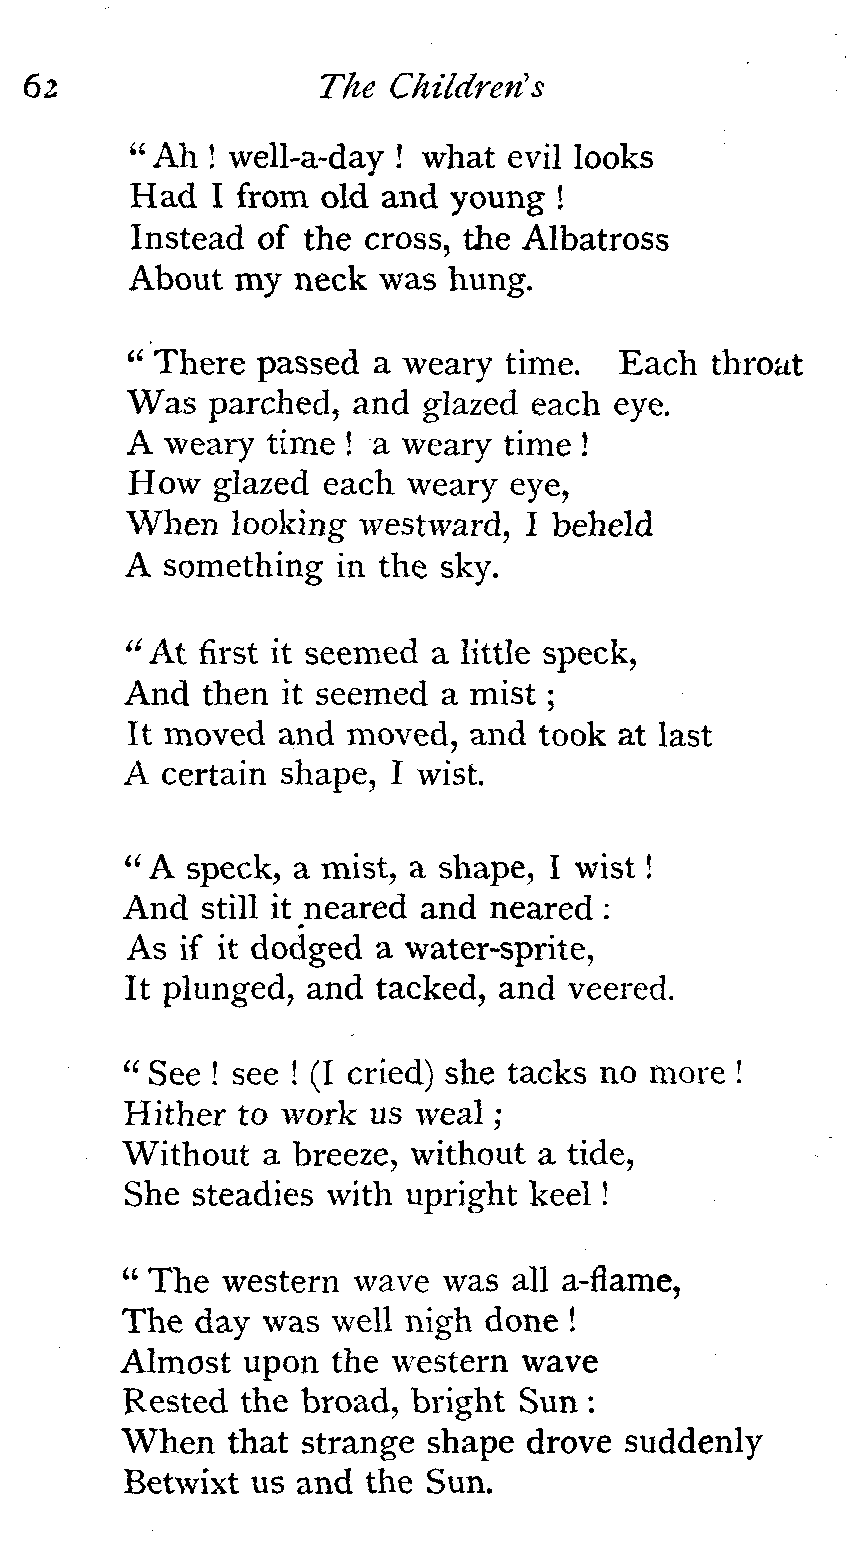 62 The Children's
“Ah! well-a-day! what evil looks
Had I from old and young!
Instead of the cross, the Albatross
About my neck was hung.
“There passed a weary time. Each throat
Was parched, and glazed each eye.
A weary time! a weary time!
How glazed each weary eye,
When looking westward, I beheld
A something in the sky.
“At first it seemed a little speck,
And then it seemed a mist;
It moved and moved, and took at last
A certain shape, I wist.
“A speck, a mist, a shape, I wist!
And still it neared and neared:
As if it dodged a water-sprite,
It plunged, and tacked, and veered.
“See! see! (I cried) she tacks no more!
Hither to work us weal;
Without a breeze, without a tide,
She steadies with upright keel!
“The western wave was all a-flame,
The day was well nigh done!
Almost upon the western wave
Rested the broad, bright Sun:
When that strange shape drove suddenly
Betwixt us and the Sun.